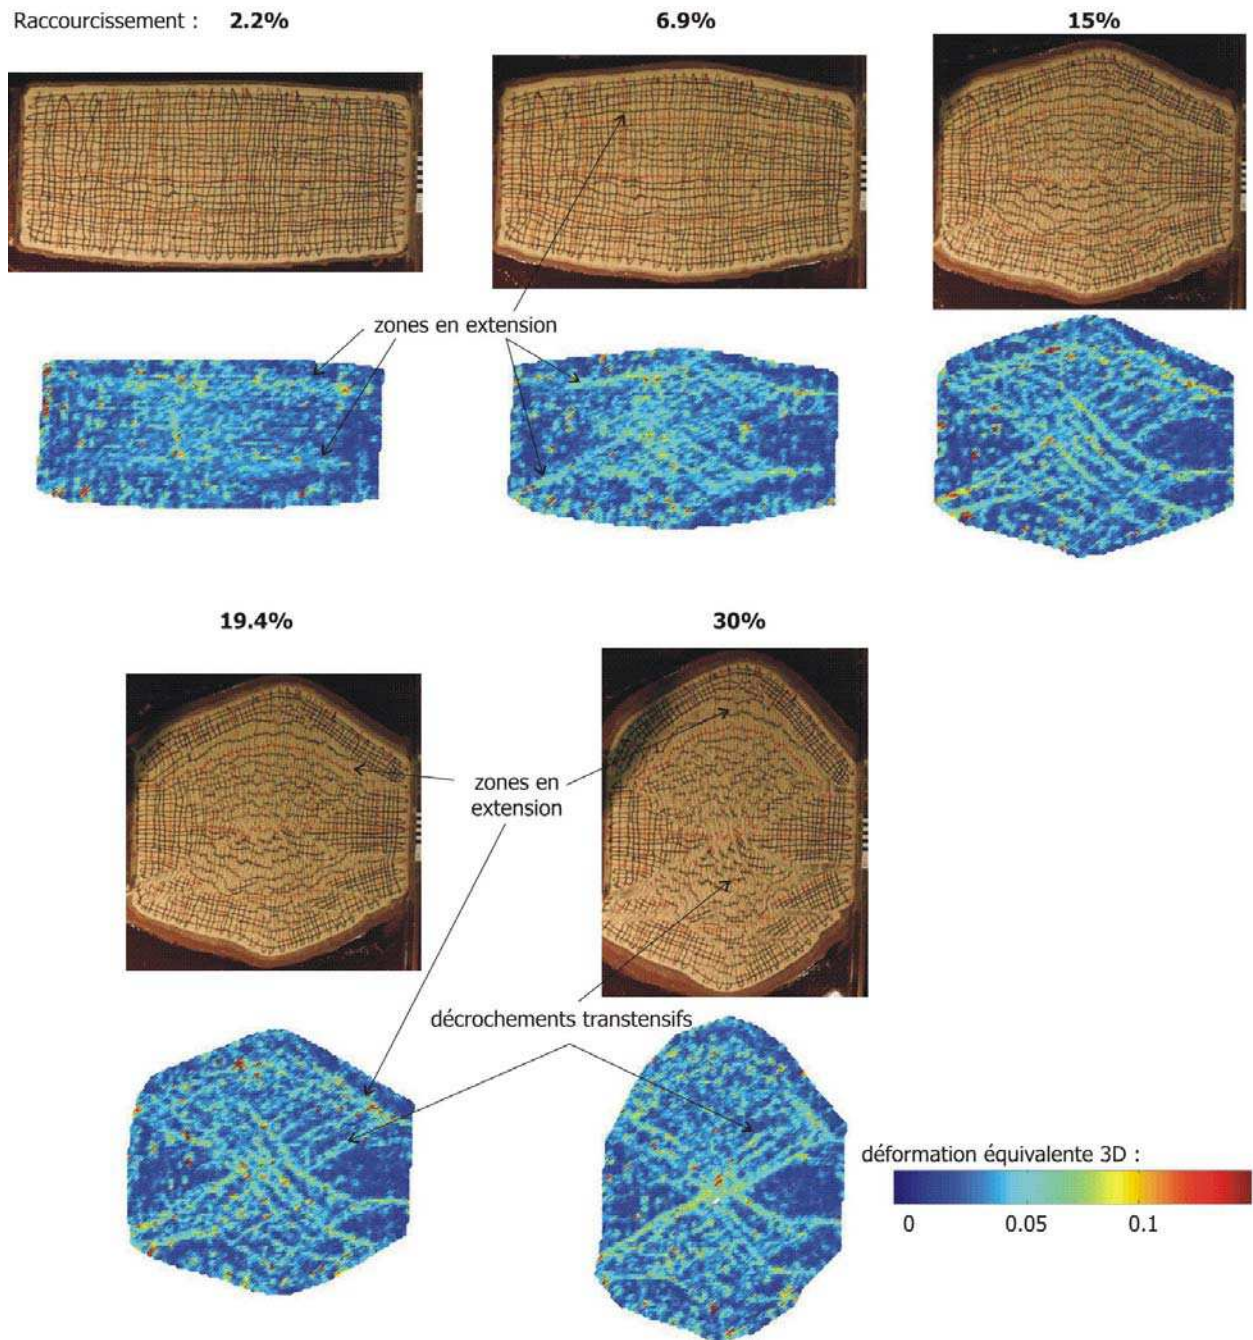 Raccourcissement : 2.2% 6.9% 15%
zones en extension
19.4% 30%
zones en
extension
décrochements transtensifs
déformation équivalente 3D :
0 0.05 0.1